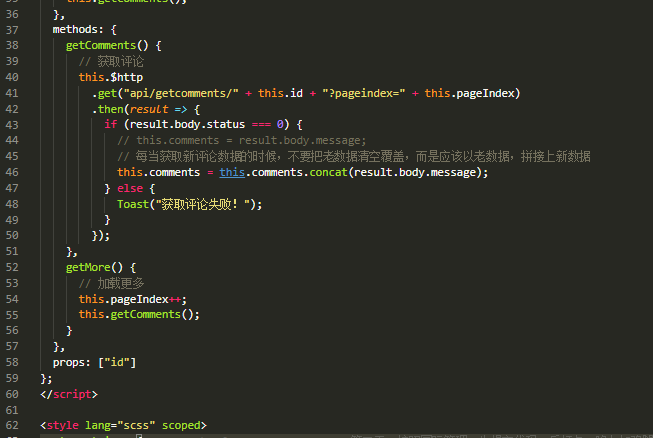 36 },
37 methods: {
38 getComments() {
39 // 获取评论
40 this.$http
41 .get("api/getcomments/" + this.id + "?pageindex=" + this.pageIndex)
42 .then(result => {
43 if (result.body.status === 0) {
44 // this.comments = result.body.message;
45 // 每当获取新评论数据的时候，不要把老数据清空覆盖，而是应该以老数据，拼接上新数据
46 this.comments = this.comments.concat(result.body.message);
47 } else {
48 Toast("获取评论失败！");
49 }
50 });
51 },
52 getMore() {
53 // 加载更多
54 this.pageIndex++;
55 this.getComments();
56 }
57 },
58 props: ["id"]
59 };
60 </script>
61
62 <style lang="scss" scoped>